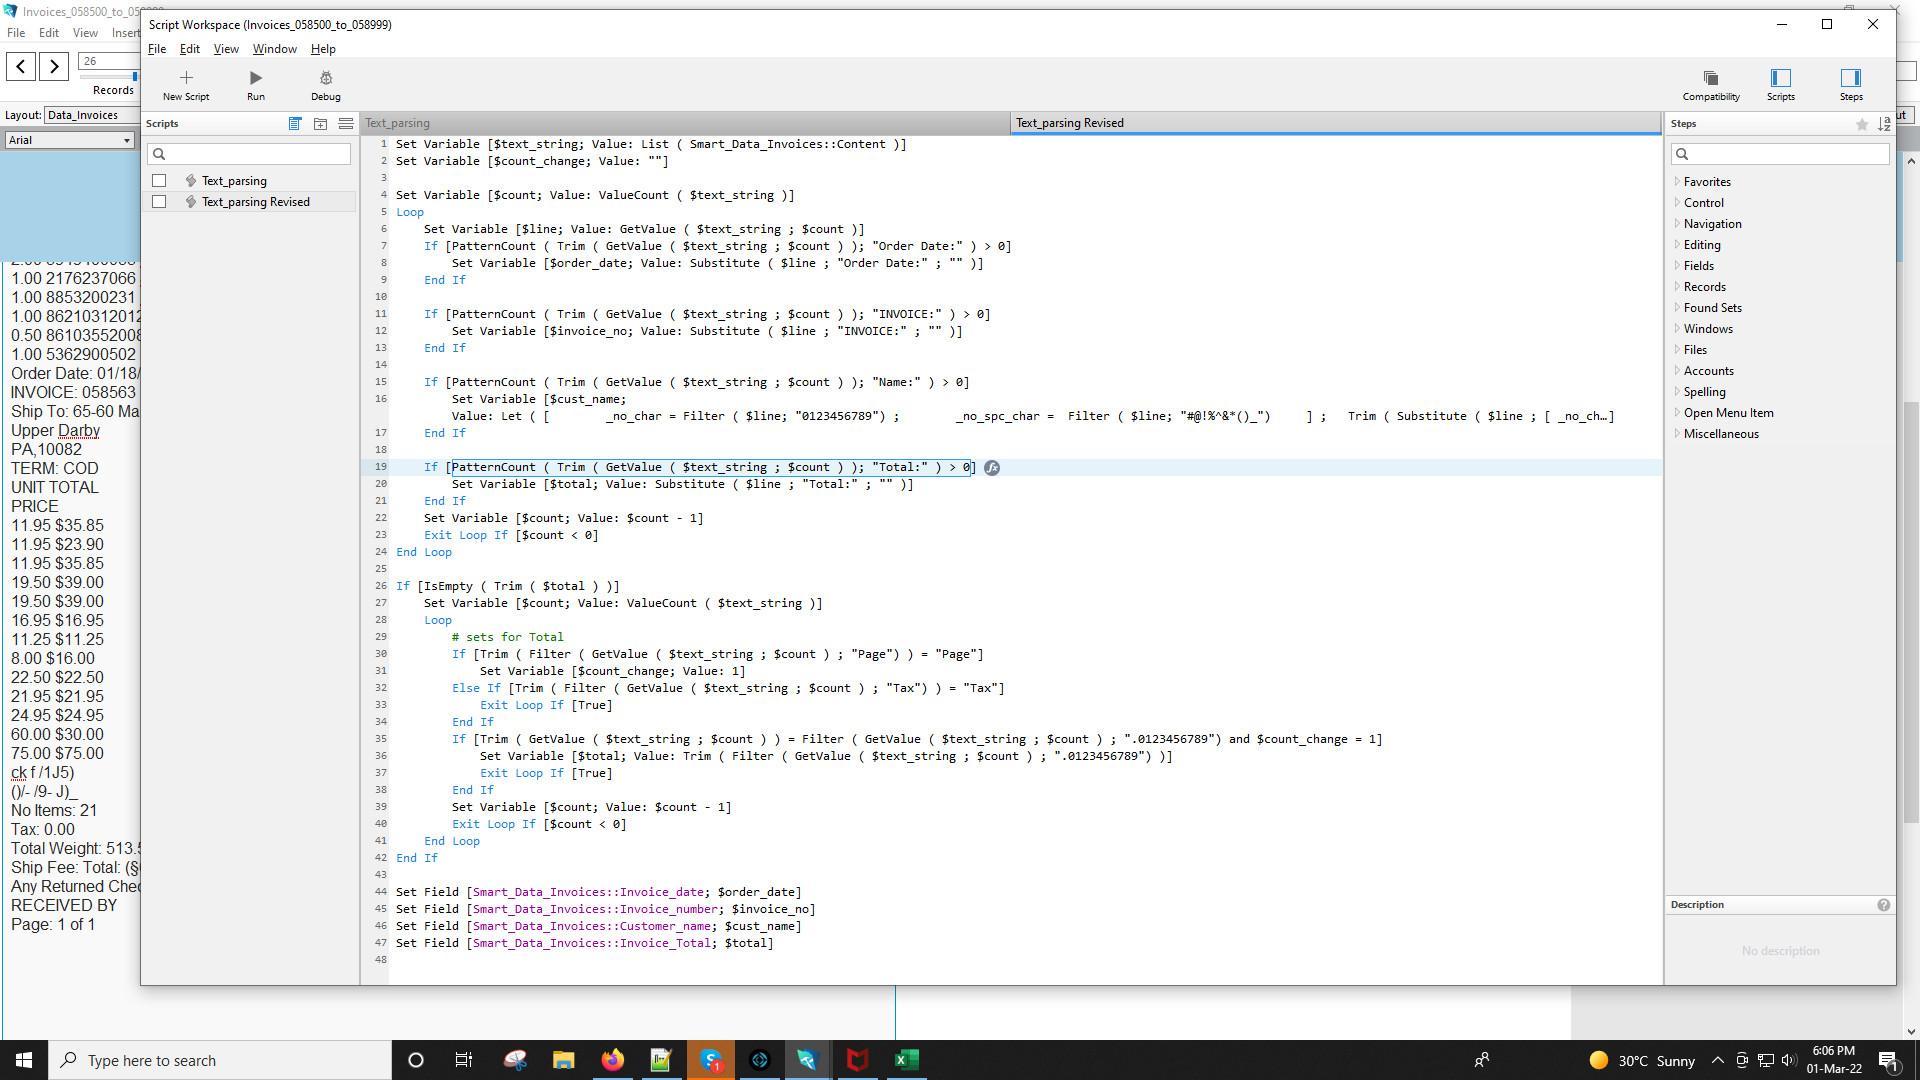 Invoices_058500_to_058999
File Edit View Insert
26
Records
Layout: Data_Invoices
Arial
1.00 2176237066
1.00 8853200231
1.00 86210312012
0.50 86103552008
1.00 5362900502
Order Date: 01/18/
INVOICE: 058563
Ship To: 65-60 Ma
Upper Darby
PA,10082
TERM: COD
UNIT TOTAL
PRICE
11.95 $35.85
11.95 $23.90
11.95 $35.85
19.50 $39.00
19.50 $39.00
16.95 $16.95
11.25 $11.25
8.00 $16.00
22.50 $22.50
21.95 $21.95
24.95 $24.95
60.00 $30.00
75.00 $75.00
ck f /1J5)
()/- /9- J)_
No Items: 21
Tax: 0.00
Total Weight: 513.5
Ship Fee: Total: (§
Any Returned Chec
RECEIVED BY
Page: 1 of 1
Script Workspace (Invoices_058500_to_058999)
File Edit View Window Help
New Script Run Debug
Compatibility Scripts Steps
Scripts
Text_parsing
Text_parsing Revised
Text_parsing
Text_parsing Revised
1 Set Variable [$text_string; Value: List ( Smart_Data_Invoices::Content )]
2 Set Variable [$count_change; Value: ""]
3
4 Set Variable [$count; Value: ValueCount ( $text_string )]
5 Loop
6 Set Variable [$line; Value: GetValue ( $text_string ; $count )]
7 If [PatternCount ( Trim ( GetValue ( $text_string ; $count ) ); "Order Date:" ) > 0]
8 Set Variable [$order_date; Value: Substitute ( $line ; "Order Date:" ; "" )]
9 End If
10
11 If [PatternCount ( Trim ( GetValue ( $text_string ; $count ) ); "INVOICE:" ) > 0]
12 Set Variable [$invoice_no; Value: Substitute ( $line ; "INVOICE:" ; "" )]
13 End If
14
15 If [PatternCount ( Trim ( GetValue ( $text_string ; $count ) ); "Name:" ) > 0]
16 Set Variable [$cust_name;
Value: Let ( [ _no_char = Filter ( $line; "0123456789") ; _no_spc_char = Filter ( $line; "#@!%^&*()_") ] ; Trim ( Substitute ( $line ; [ _no_ch…]
17 End If
18
19 If [PatternCount ( Trim ( GetValue ( $text_string ; $count ) ); "Total:" ) > 0] fx
20 Set Variable [$total; Value: Substitute ( $line ; "Total:" ; "" )]
21 End If
22 Set Variable [$count; Value: $count - 1]
23 Exit Loop If [$count < 0]
24 End Loop
25
26 If [IsEmpty ( Trim ( $total ) )]
27 Set Variable [$count; Value: ValueCount ( $text_string )]
28 Loop
29 # sets for Total
30 If [Trim ( Filter ( GetValue ( $text_string ; $count ) ; "Page") ) = "Page"]
31 Set Variable [$count_change; Value: 1]
32 Else If [Trim ( Filter ( GetValue ( $text_string ; $count ) ; "Tax") ) = "Tax"]
33 Exit Loop If [True]
34 End If
35 If [Trim ( GetValue ( $text_string ; $count ) ) = Filter ( GetValue ( $text_string ; $count ) ; ".0123456789") and $count_change = 1]
36 Set Variable [$total; Value: Trim ( Filter ( GetValue ( $text_string ; $count ) ; ".0123456789") )]
37 Exit Loop If [True]
38 End If
39 Set Variable [$count; Value: $count - 1]
40 Exit Loop If [$count < 0]
41 End Loop
42 End If
43
44 Set Field [Smart_Data_Invoices::Invoice_date; $order_date]
45 Set Field [Smart_Data_Invoices::Invoice_number; $invoice_no]
46 Set Field [Smart_Data_Invoices::Customer_name; $cust_name]
47 Set Field [Smart_Data_Invoices::Invoice_Total; $total]
48
Steps
Favorites
Control
Navigation
Editing
Fields
Records
Found Sets
Windows
Files
Accounts
Spelling
Open Menu Item
Miscellaneous
Description
No description
ut
Type here to search
1
30°C Sunny
6:06 PM
01-Mar-22
1